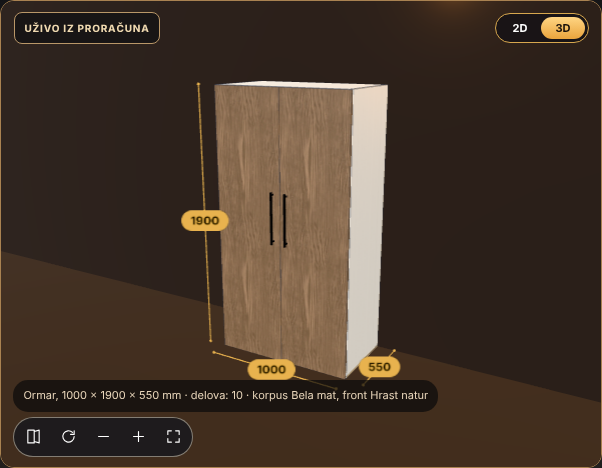 UŽIVO IZ PRORAČUNA
2D 3D
1900
1000
550
Ormar, 1000 × 1900 × 550 mm · delova: 10 · korpus Bela mat, front Hrast natur